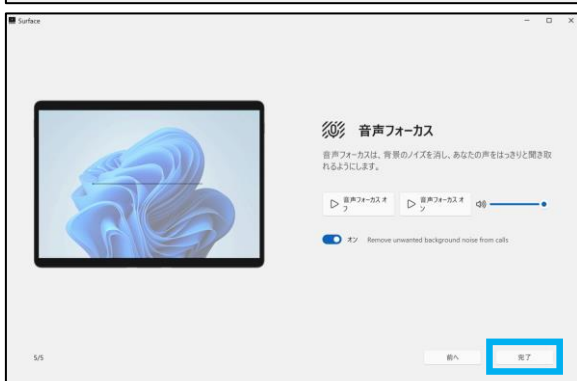 Surface
音声フォーカス
音声フォーカスは、背景のノイズを消し、あなたの声をはっきりと聞き取
れるようにします。
音声フォーカス オ
フ
音声フォーカス オ
ン
オン Remove unwanted background noise from calls
5/5
前へ
完了